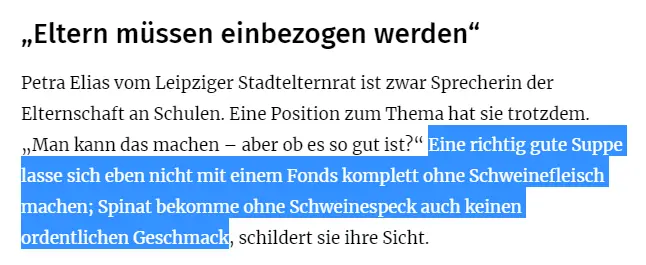 „Eltern müssen einbezogen werden“
Petra Elias vom Leipziger Stadtelternrat ist zwar Sprecherin der
Elternschaft an Schulen. Eine Position zum Thema hat sie trotzdem.
„Man kann das machen – aber ob es so gut ist?“ Eine richtig gute Suppe
lasse sich eben nicht mit einem Fonds komplett ohne Schweinefleisch
machen; Spinat bekomme ohne Schweinespeck auch keinen
ordentlichen Geschmack, schildert sie ihre Sicht.